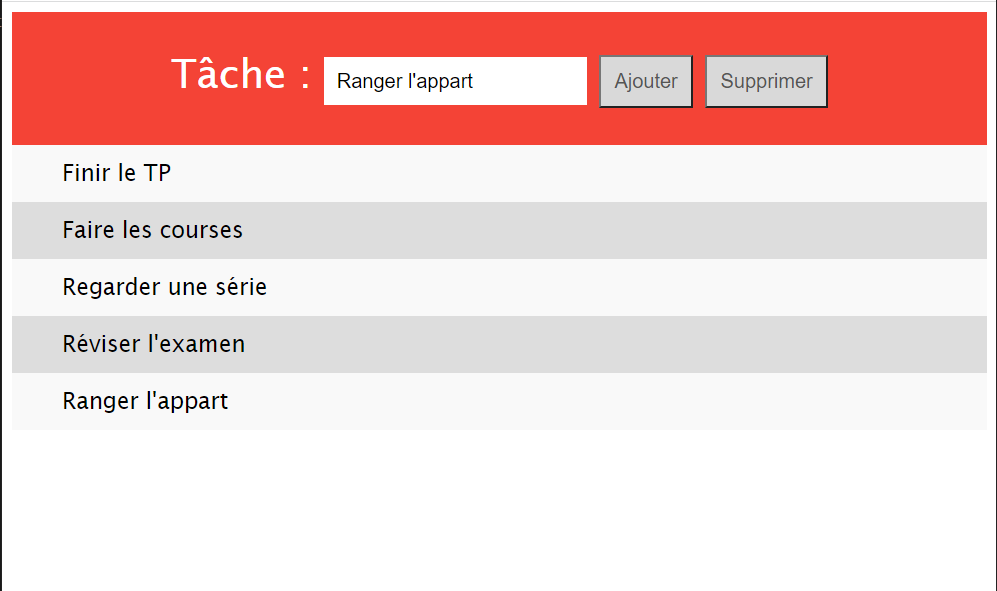 Tâche : Ranger l'appart Ajouter Supprimer
Finir le TP
Faire les courses
Regarder une série
Réviser l'examen
Ranger l'appart